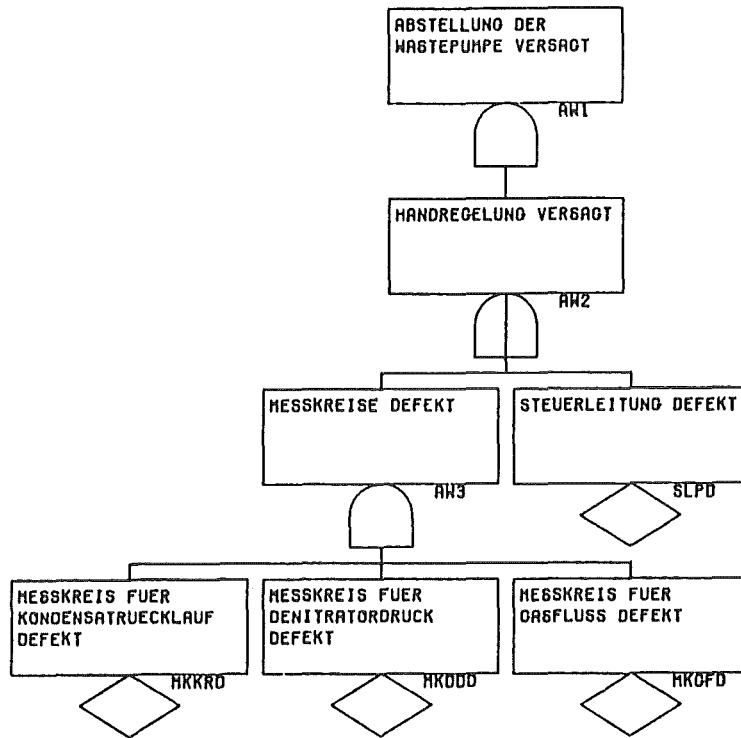 ABSTELLUNG DER
WASTEPUMPE VERSAGT
AW1
HANDREGELUNG VERSAGT
AW2
MESSKREISE DEFEKT
AW3
STEUERLEITUNG DEFEKT
SLPD
MESSKREIS FUER
KONDENSATRUECKLAUF
DEFEKT
MKKRD
MESSKREIS FUER
DENITRATORDRUCK
DEFEKT
MKDDD
MESSKREIS FUER
GASFLUSS DEFEKT
MKGFD